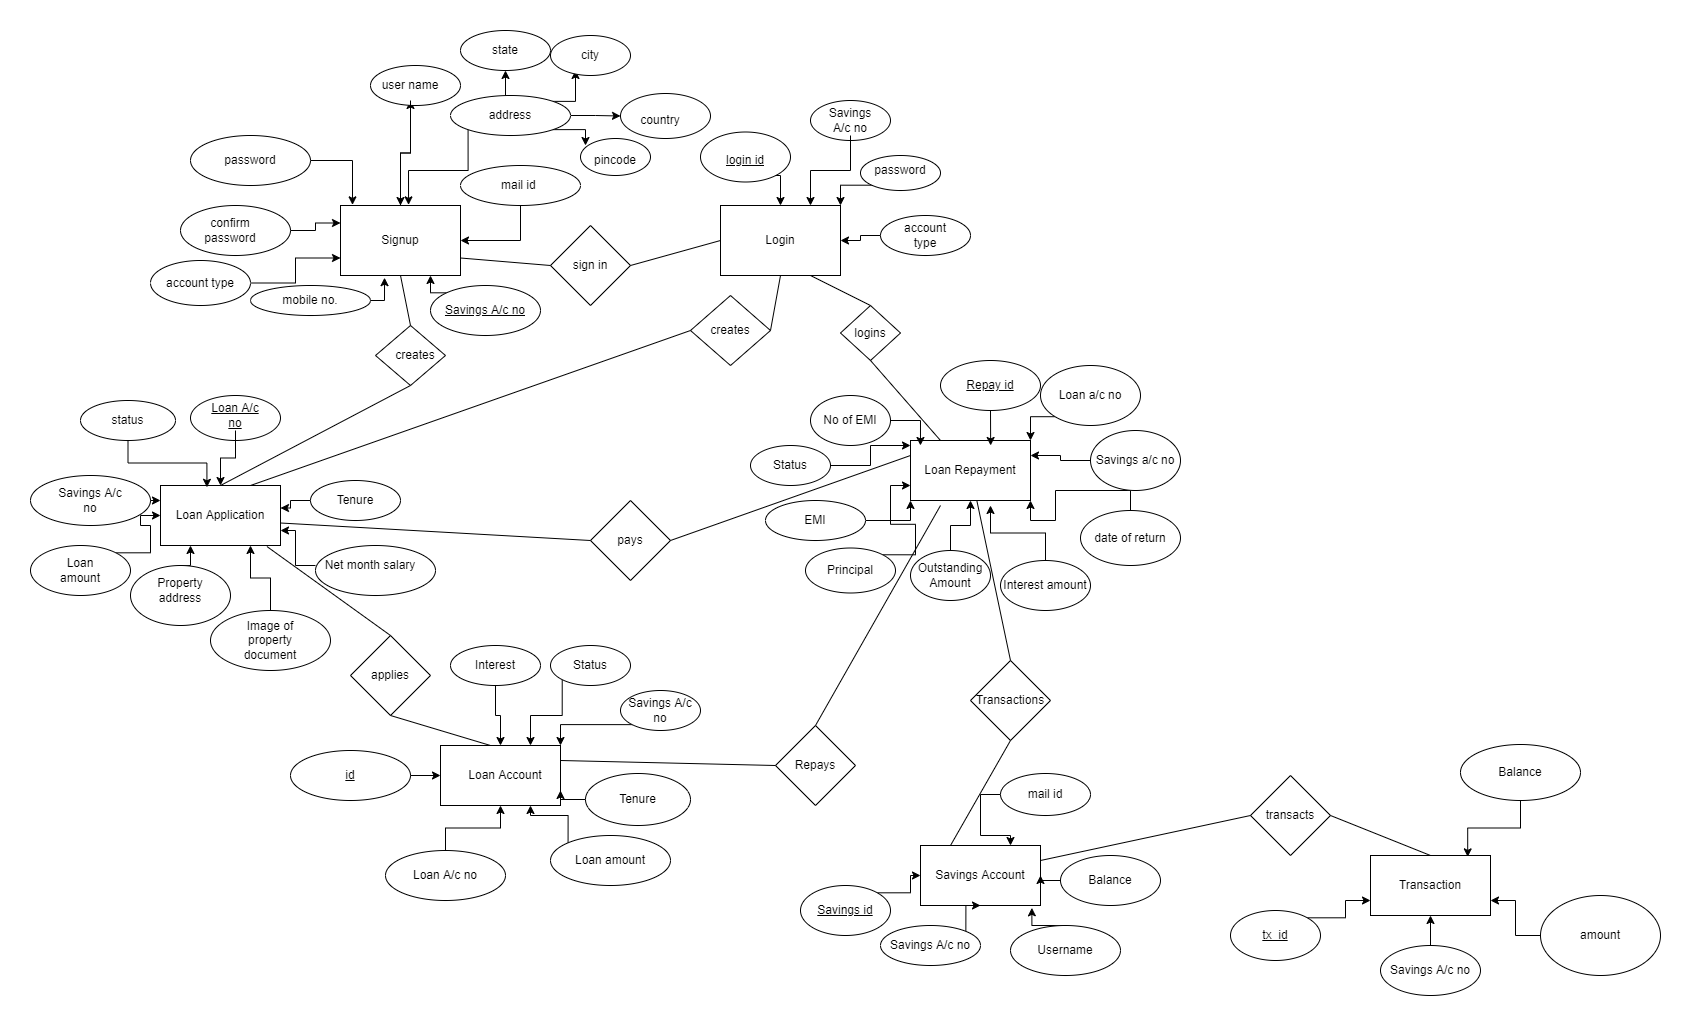 state
city
user name
address
country
pincode
Savings
A/c no
login id
password
password
mail id
confirm
password
Signup
sign in
Login
account
type
account type
mobile no.
Savings A/c no
creates
creates
logins
Repay id
Loan a/c no
status
Loan A/c
no
No of EMI
Status
Loan Repayment
Savings a/c no
Savings A/c
no
Loan Application
Tenure
EMI
pays
date of return
Loan
amount
Property
address
Net month salary
Principal
Outstanding
Amount
Interest amount
Image of
property
document
applies
Interest
Status
Savings A/c
no
Transactions
id
Loan Account
Repays
Tenure
mail id
Balance
transacts
Loan A/c no
Loan amount
Savings Account
Balance
Transaction
Savings id
Savings A/c no
Username
tx_id
Savings A/c no
amount